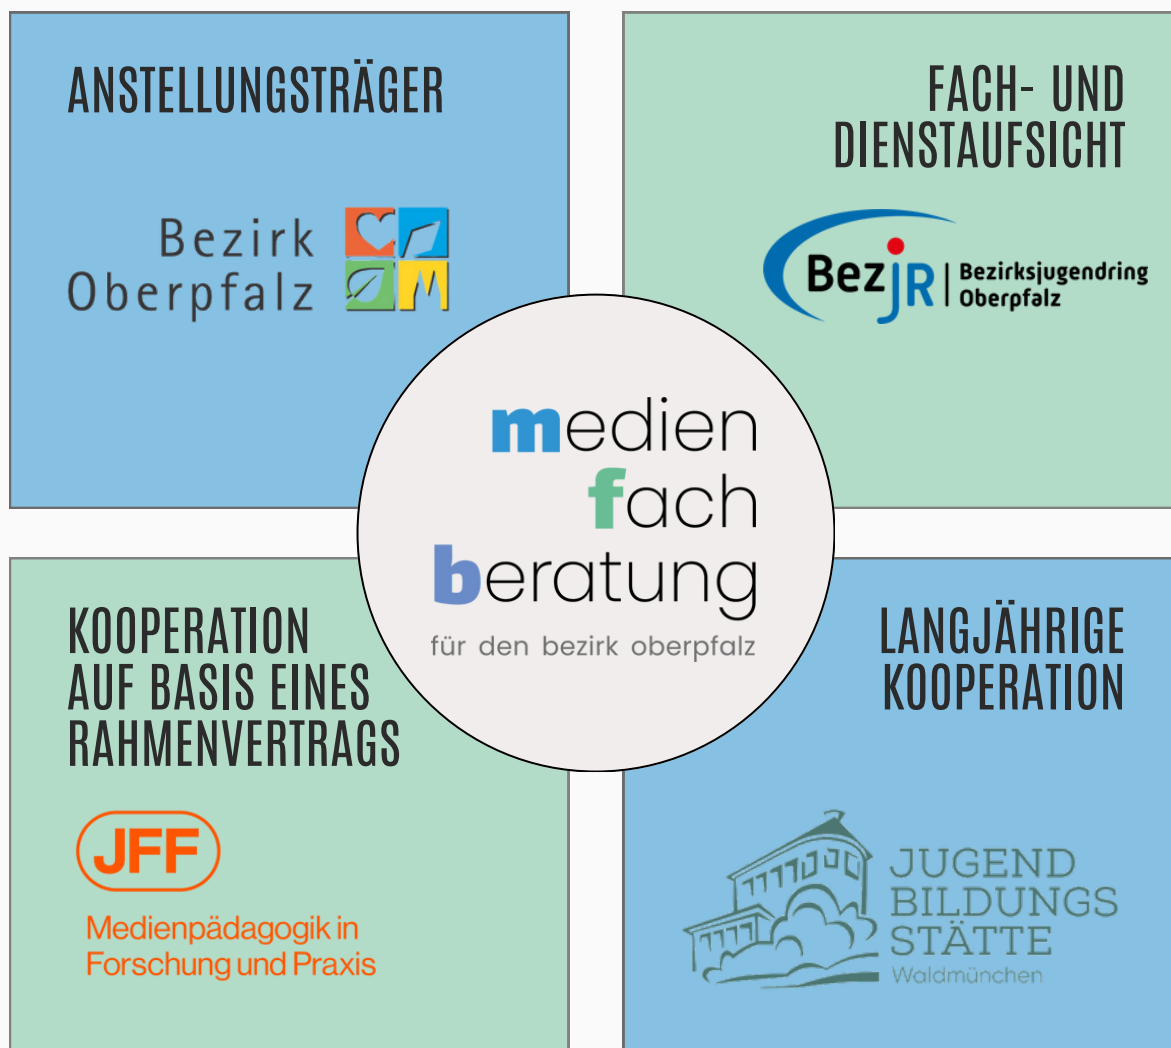 ANSTELLUNGSTRÄGER
Bezirk
Oberpfalz
FACH- UND
DIENSTAUFSICHT
BezjR | Bezirksjugendring
Oberpfalz
medien
fach
beratung
für den bezirk oberpfalz
KOOPERATION
AUF BASIS EINES
RAHMENVERTRAGS
JFF
Medienpädagogik in
Forschung und Praxis
LANGJÄHRIGE
KOOPERATION
JUGEND
BILDUNGS
STÄTTE
Waldmünchen